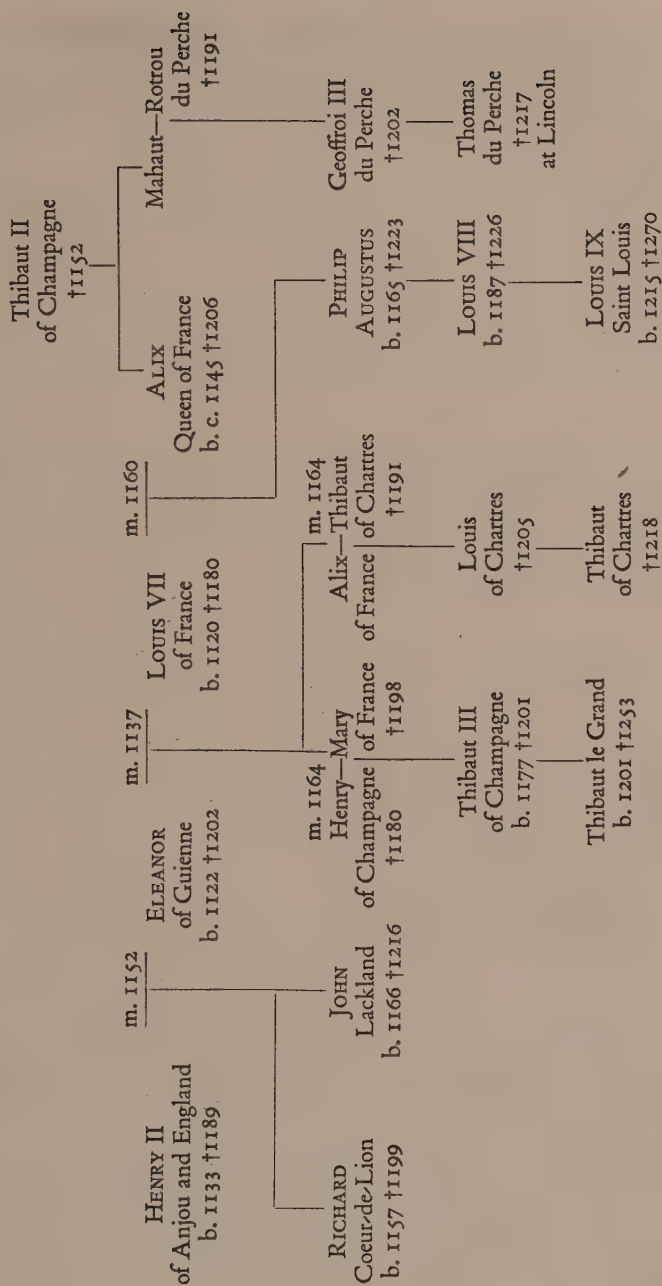 Thibaut II
of Champagne
†1152
HENRY II
of Anjou and England
b. 1133 †1189
m. 1152
ELEANOR
of Guienne
b. 1122 †1202
m. 1137
LOUIS VII
of France
b. 1120 †1180
m. 1160
ALIX
Queen of France
b. c. 1145 †1206
Mahaut—Rotrou
du Perche
†1191
RICHARD
Coeur-de-Lion
b. 1157 †1199
JOHN
Lackland
b. 1166 †1216
m. 1164
Henry—Mary
of Champagne of France
†1180 †1198
m. 1164
Alix—Thibaut
of France of Chartres
†1191
PHILIP
AUGUSTUS
b. 1165 †1223
Geoffroi III
du Perche
†1202
Thibaut III
of Champagne
b. 1177 †1201
Louis
of Chartres
†1205
LOUIS VIII
b. 1187 †1226
Thomas
du Perche
†1217
at Lincoln
Thibaut le Grand
b. 1201 †1253
Thibaut
of Chartres
†1218
LOUIS IX
Saint Louis
b. 1215 †1270